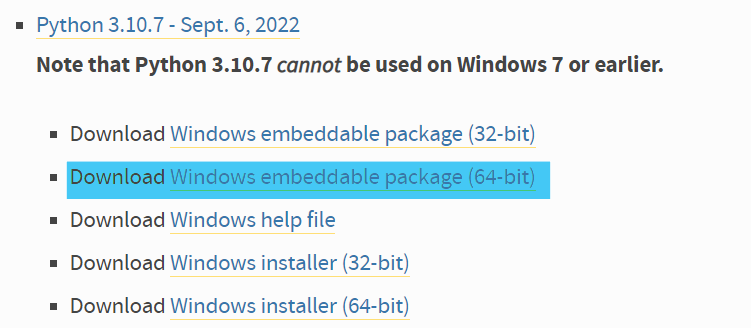 Python 3.10.7 - Sept. 6, 2022
Note that Python 3.10.7 cannot be used on Windows 7 or earlier.
Download Windows embeddable package (32-bit)
Download Windows embeddable package (64-bit)
Download Windows help file
Download Windows installer (32-bit)
Download Windows installer (64-bit)